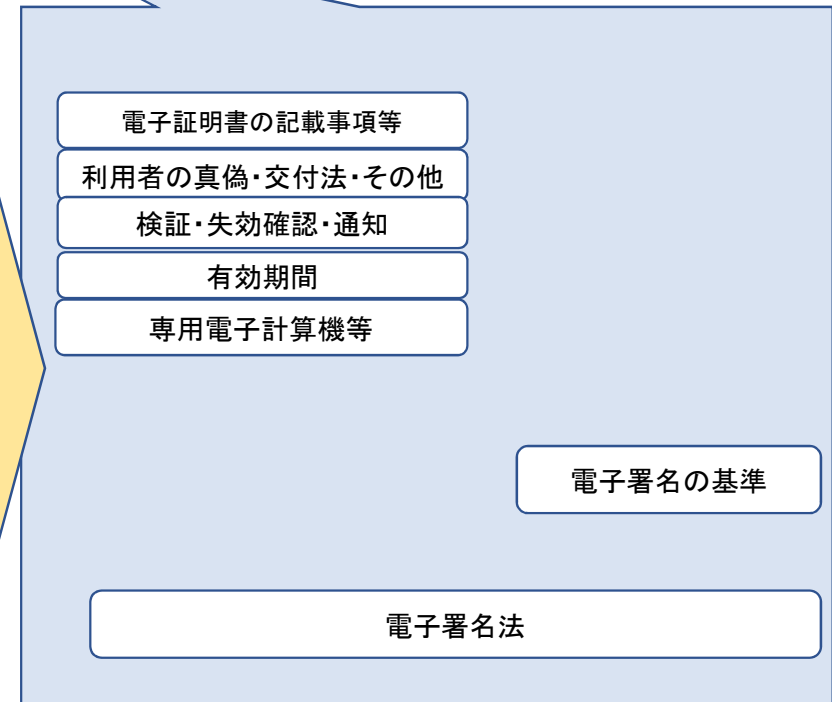 電子証明書の記載事項等
利用者の真偽・交付法・その他
検証・失効確認・通知
有効期間
専用電子計算機等
電子署名の基準
電子署名法